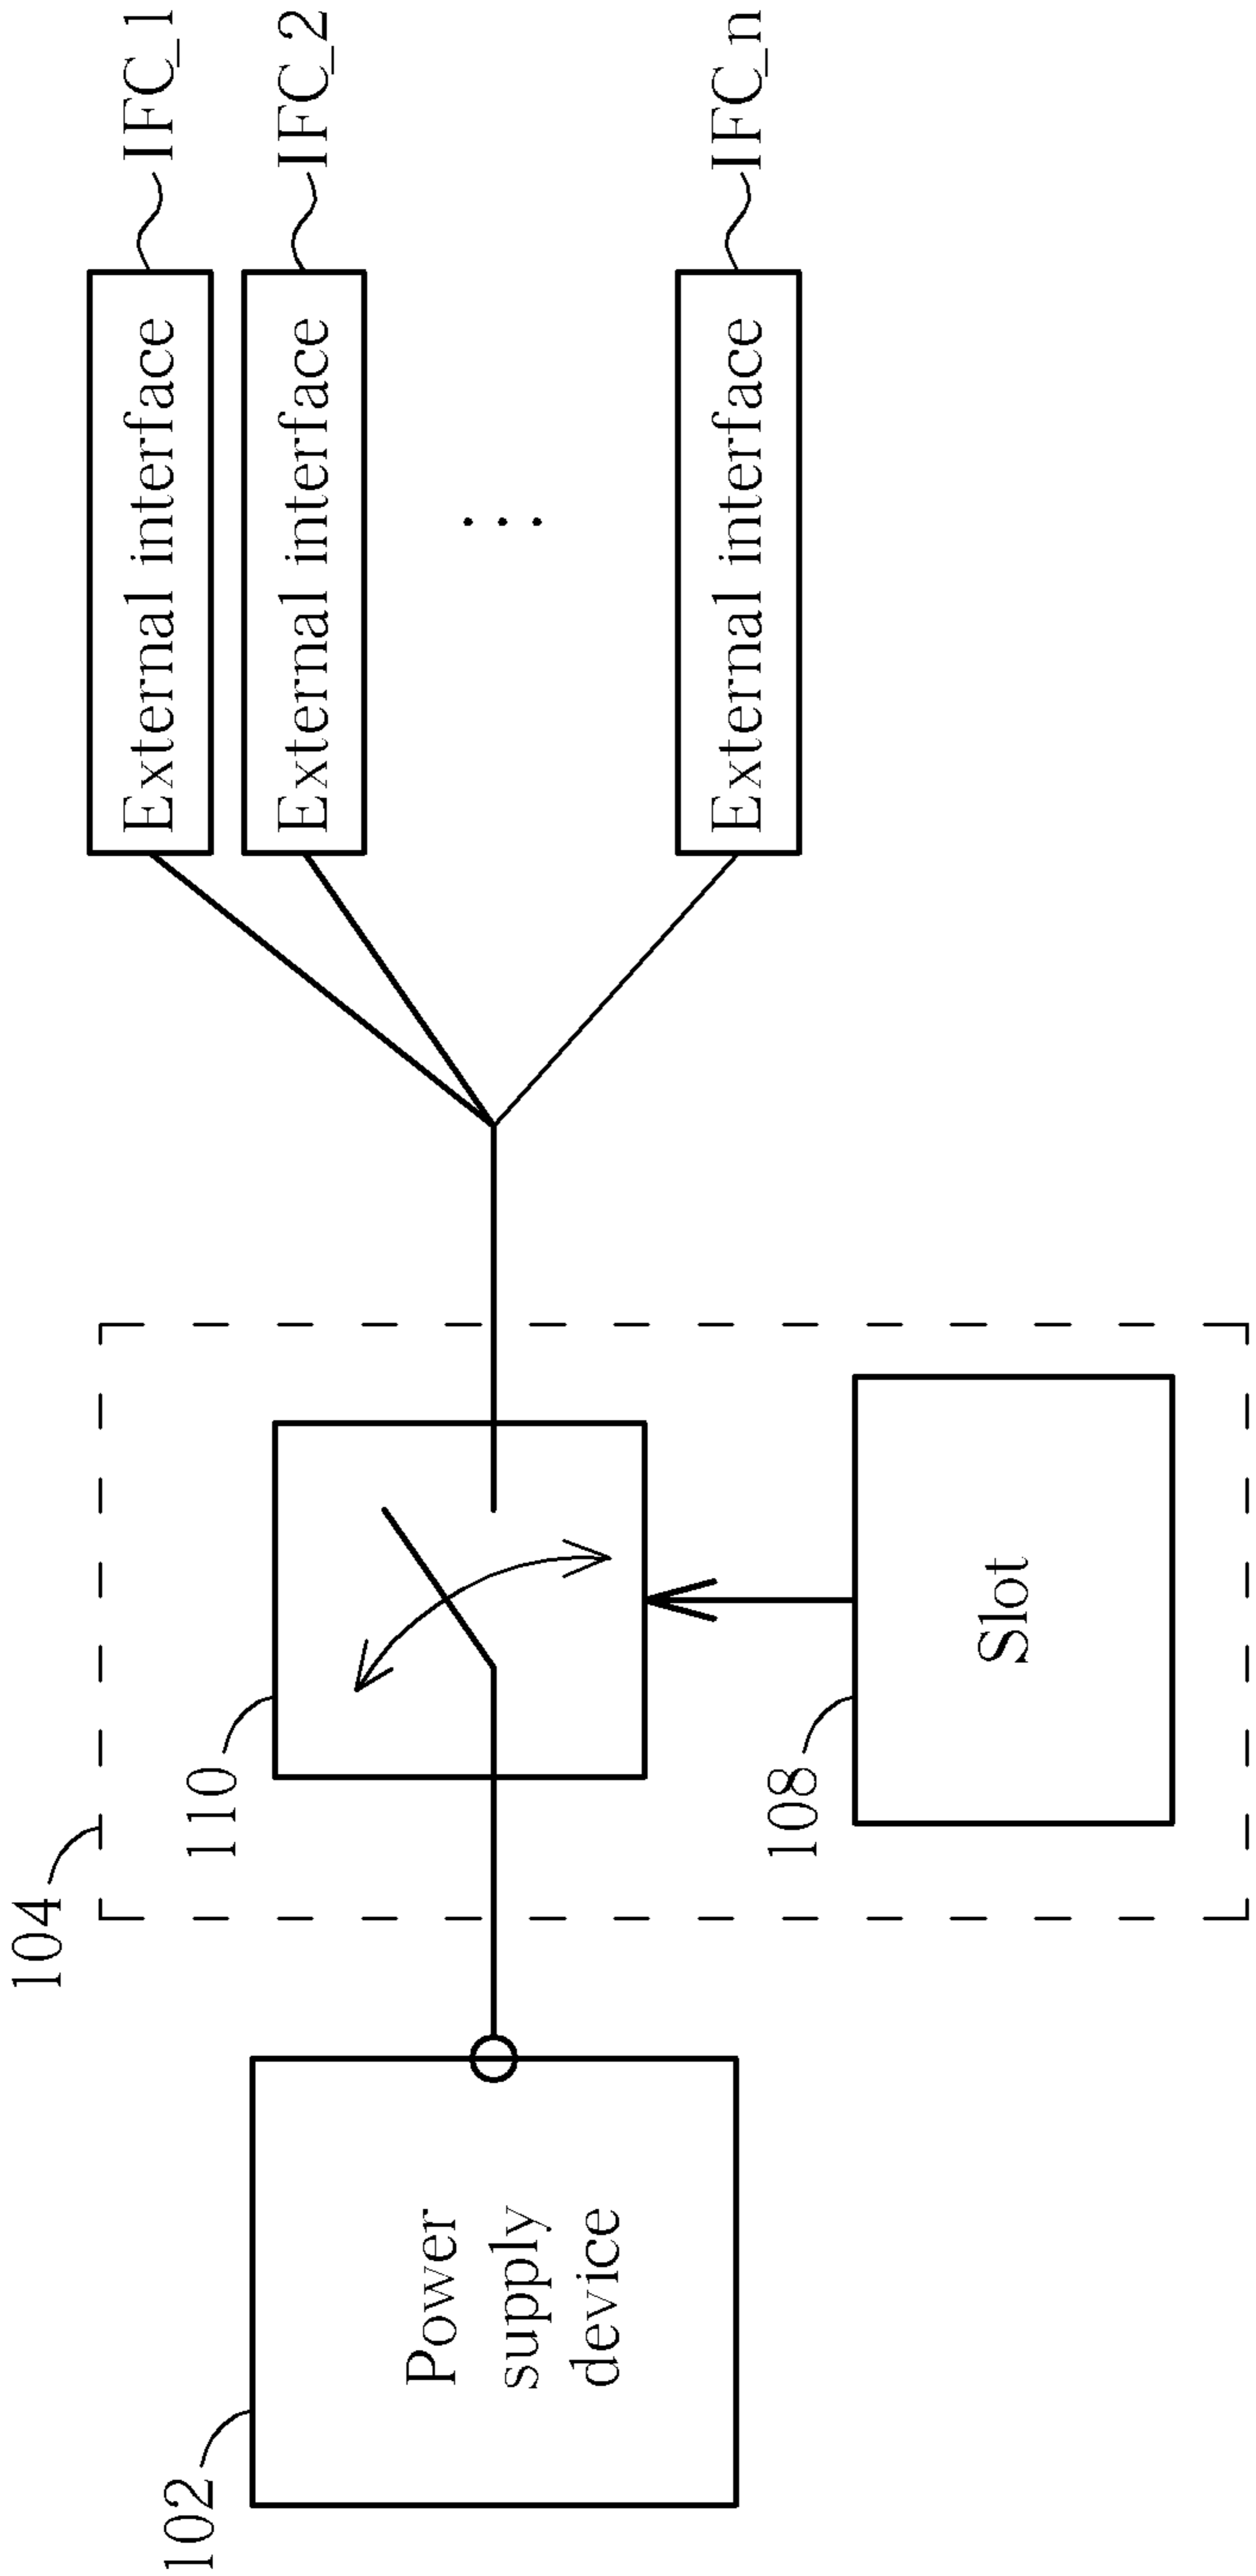 104
102
Power
supply
device
110
108
Slot
External interface
IFC_1
External interface
IFC_2
...
External interface
IFC_n